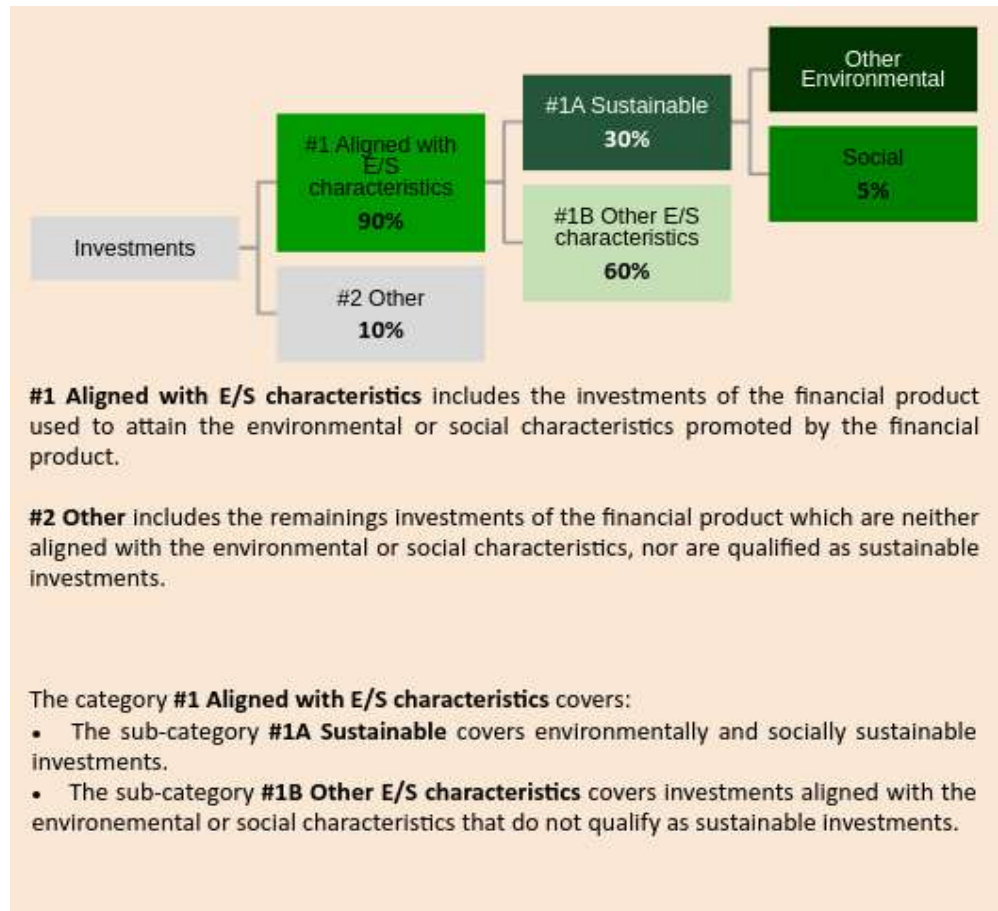 Other
Environmental
#1A Sustainable
30%
#1 Aligned with
E/S
characteristics
90%
Social
5%
#1B Other E/S
characteristics
60%
Investments
#2 Other
10%
#1 Aligned with E/S characteristics includes the investments of the financial product
used to attain the environmental or social characteristics promoted by the financial
product.
#2 Other includes the remainings investments of the financial product which are neither
aligned with the environmental or social characteristics, nor are qualified as sustainable
investments.
The category #1 Aligned with E/S characteristics covers:
• The sub-category #1A Sustainable covers environmentally and socially sustainable
investments.
• The sub-category #1B Other E/S characteristics covers investments aligned with the
environemental or social characteristics that do not qualify as sustainable investments.